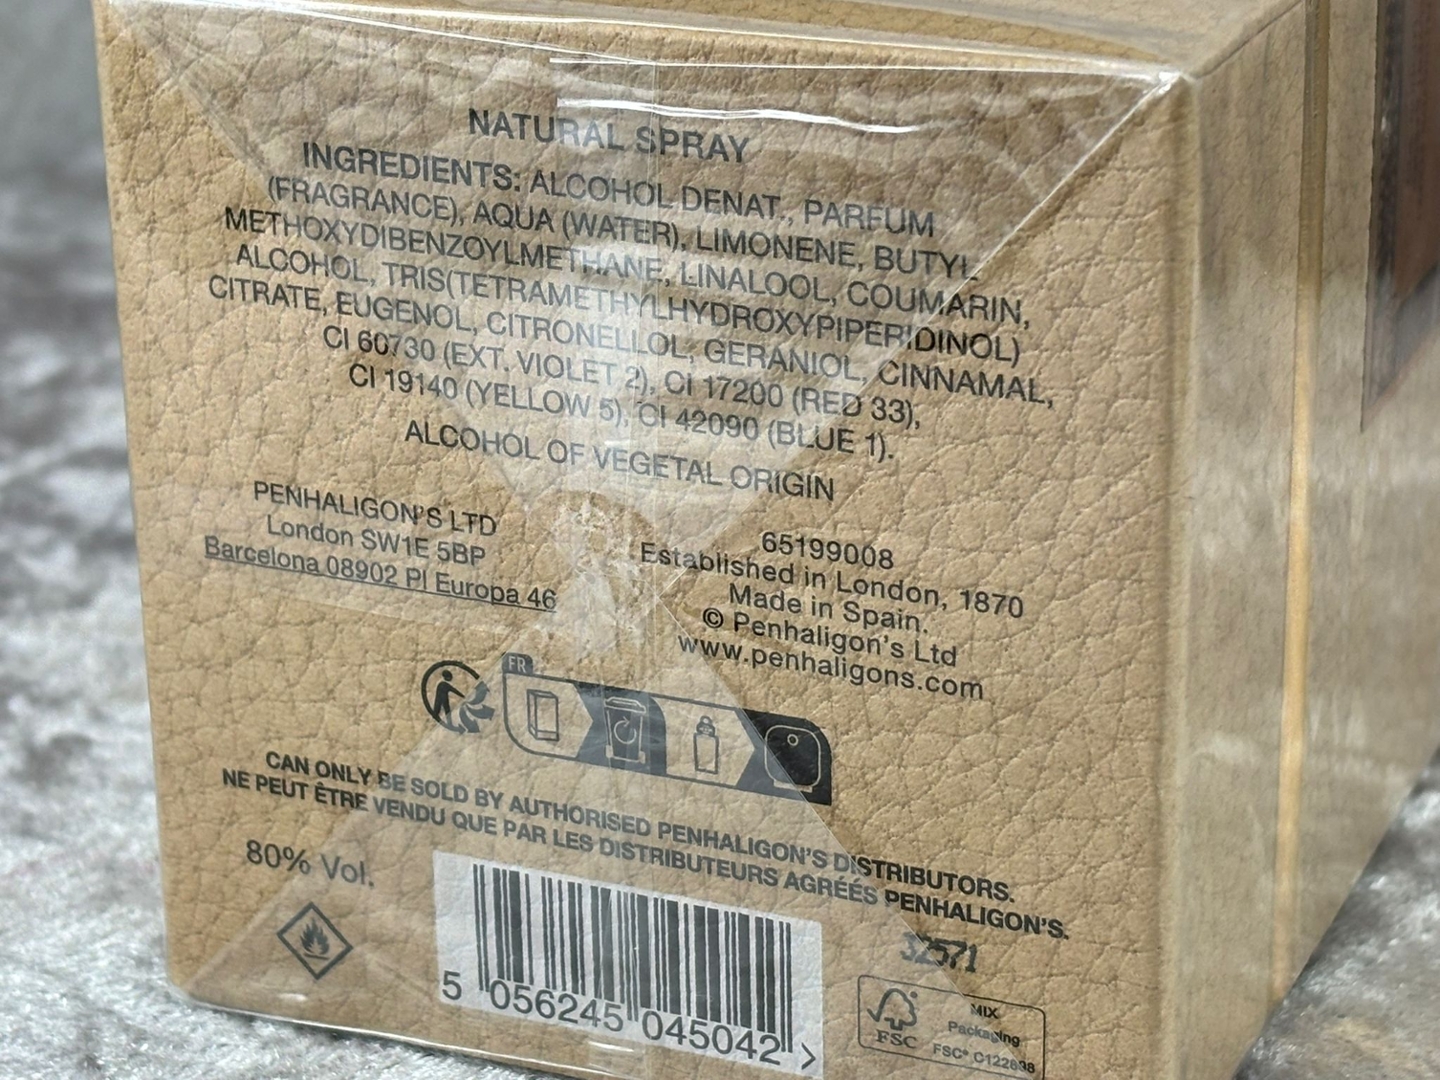 NATURAL SPRAY
INGREDIENTS: ALCOHOL DENAT., PARFUM
(FRAGRANCE), AQUA (WATER), LIMONENE, BUTYL
METHOXYDIBENZOYLMETHANE, LINALOOL, COUMARIN,
ALCOHOL, TRIS(TETRAMETHYLHYDROXYPIPERIDINOL)
CITRATE, EUGENOL, CITRONELLOL, GERANIOL, CINNAMAL,
CI 60730 (EXT. VIOLET 2), CI 17200 (RED 33),
CI 19140 (YELLOW 5), CI 42090 (BLUE 1).
ALCOHOL OF VEGETAL ORIGIN
PENHALIGON'S LTD
London SW1E 5BP
Barcelona 08902 Pl Europa 46
65199008
Established in London, 1870
Made in Spain.
© Penhaligon's Ltd
www.penhaligons.com
FR
CAN ONLY BE SOLD BY AUTHORISED PENHALIGON'S DISTRIBUTORS.
NE PEUT ÊTRE VENDU QUE PAR LES DISTRIBUTEURS AGRÉÉS PENHALIGON'S.
80% Vol.
5 056245 045042 >
32571
FSC
MIX
Packaging
FSC® C122838